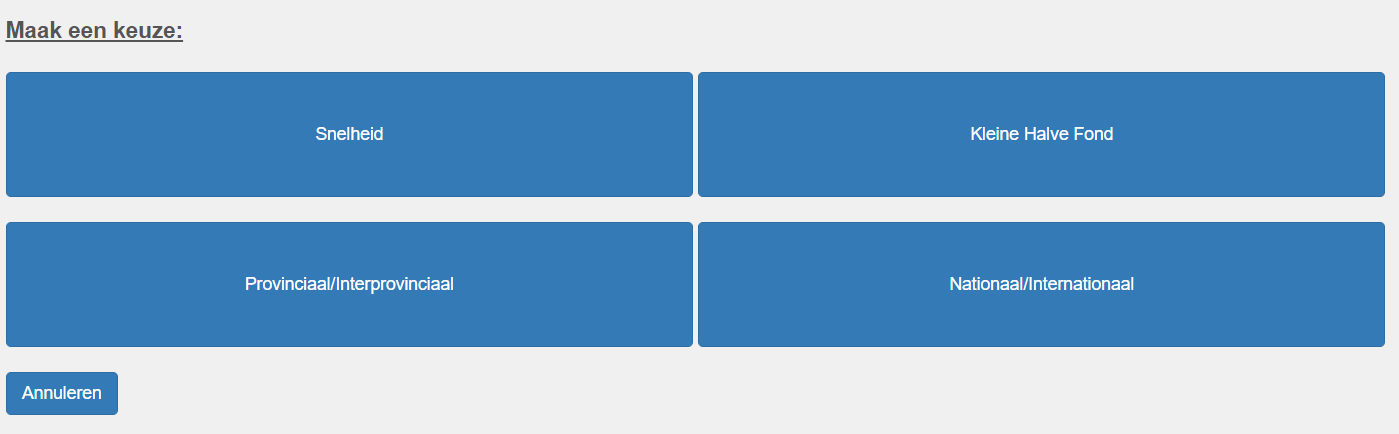 Maak een keuze:
Snelheid
Kleine Halve Fond
Provinciaal/Interprovinciaal
Nationaal/Internationaal
Annuleren